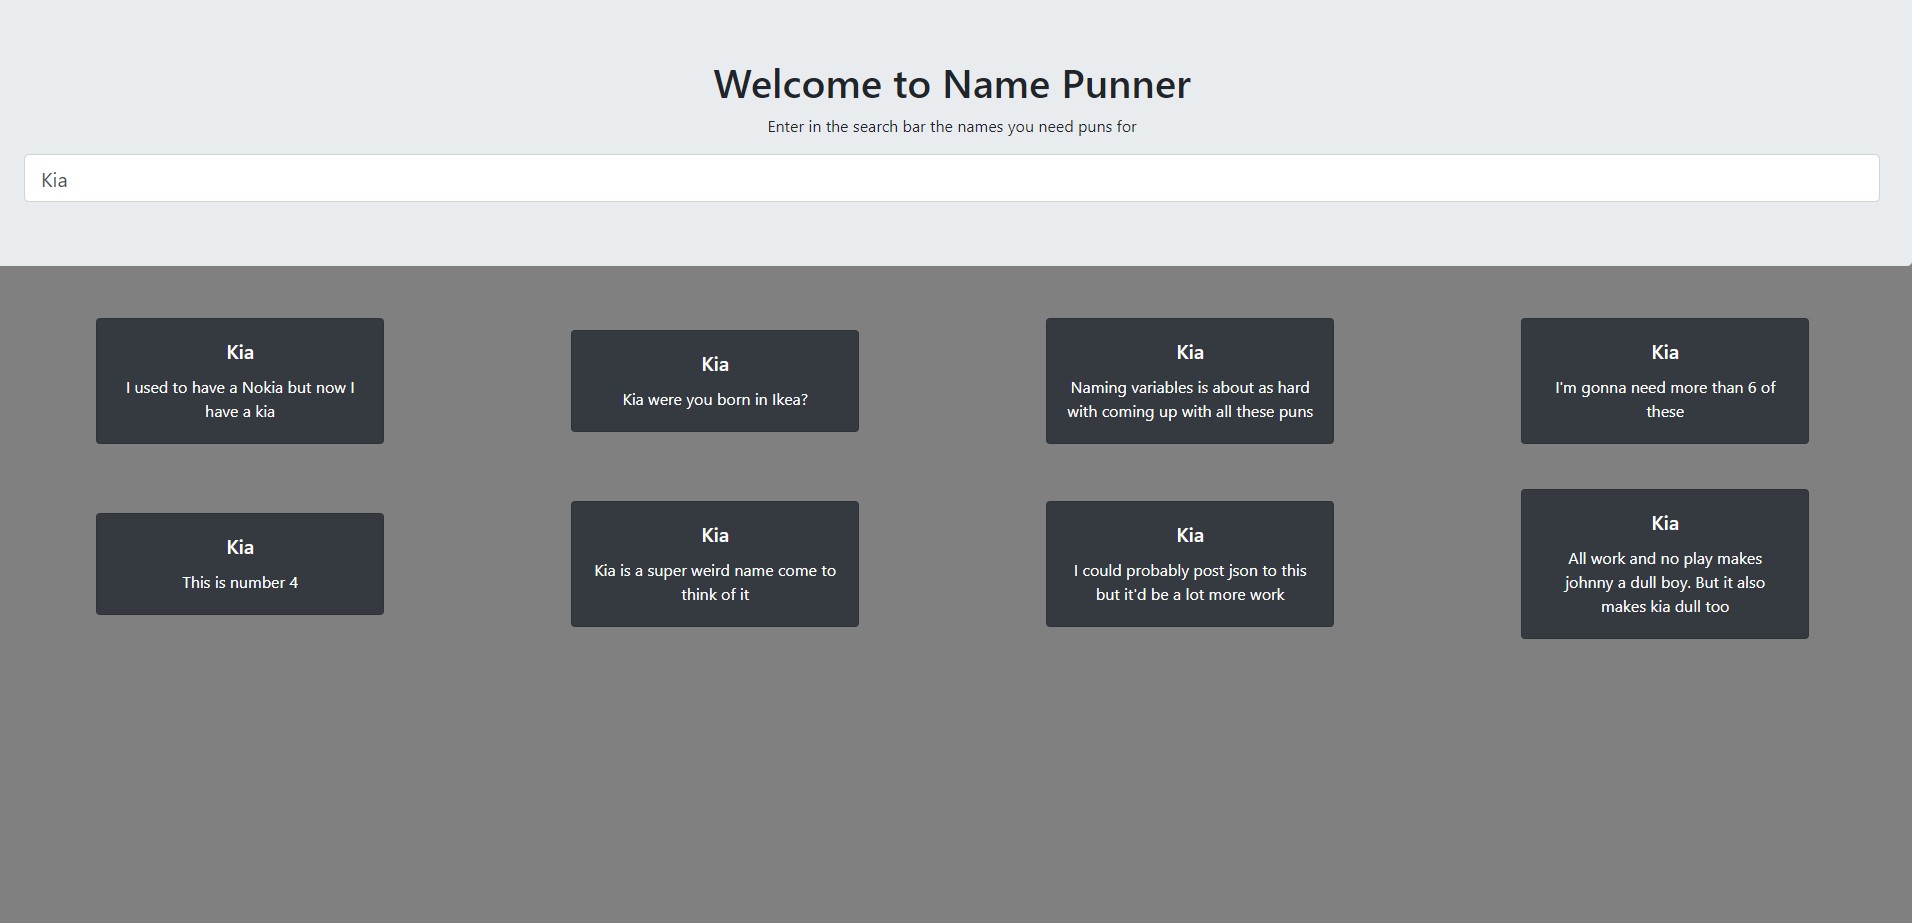 Welcome to Name Punner
Enter in the search bar the names you need puns for
Kia
Kia
I used to have a Nokia but now I
have a kia
Kia
Kia were you born in Ikea?
Kia
Naming variables is about as hard
with coming up with all these puns
Kia
I'm gonna need more than 6 of
these
Kia
This is number 4
Kia
Kia is a super weird name come to
think of it
Kia
I could probably post json to this
but it'd be a lot more work
Kia
All work and no play makes
johnny a dull boy. But it also
makes kia dull too